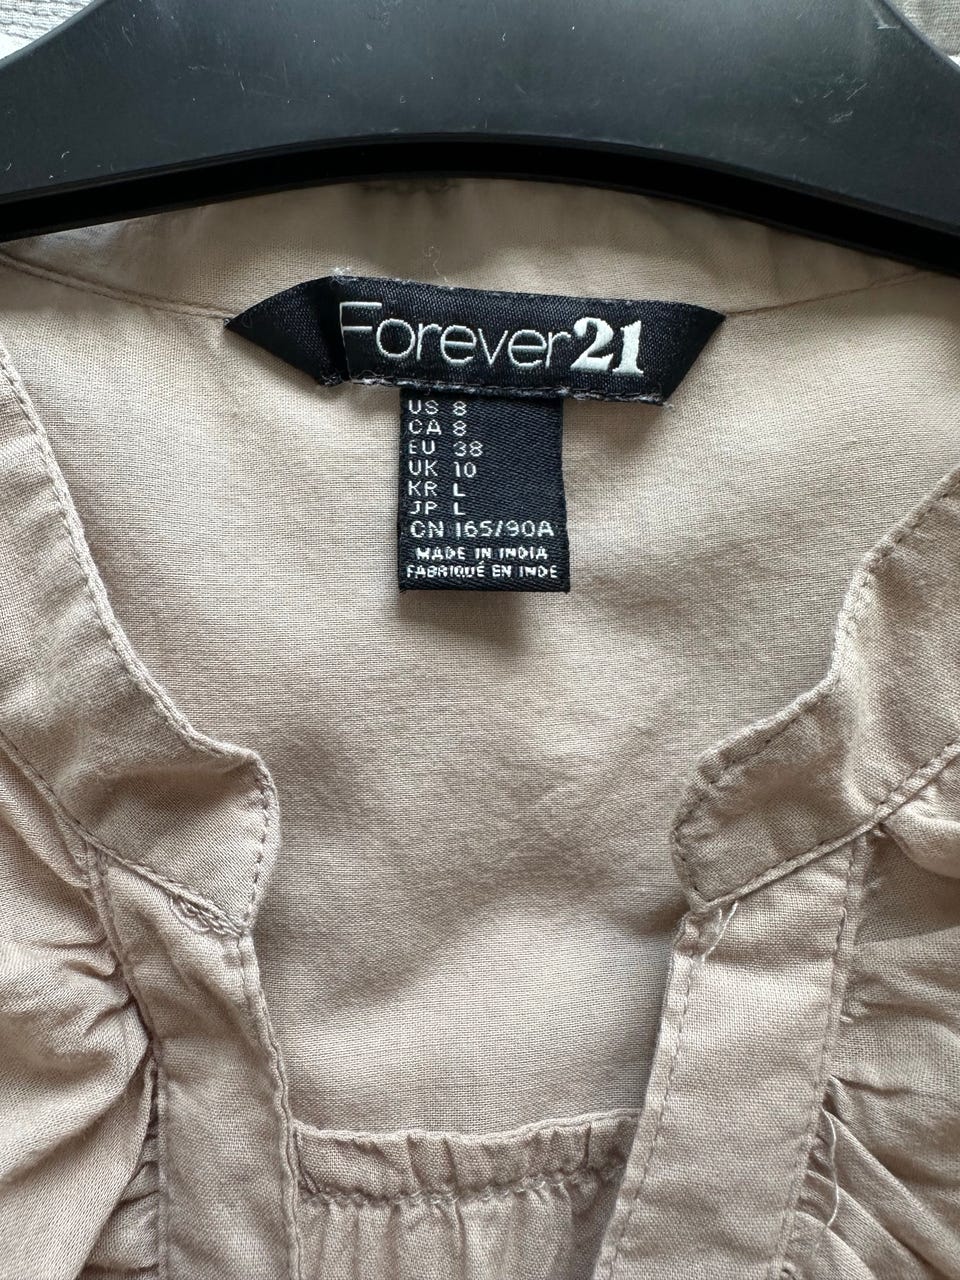 Forever21
US 8
CA 8
EU 38
UK 10
KR L
JP L
CN 165/90A
MADE IN INDIA
FABRIQUÉ EN INDE